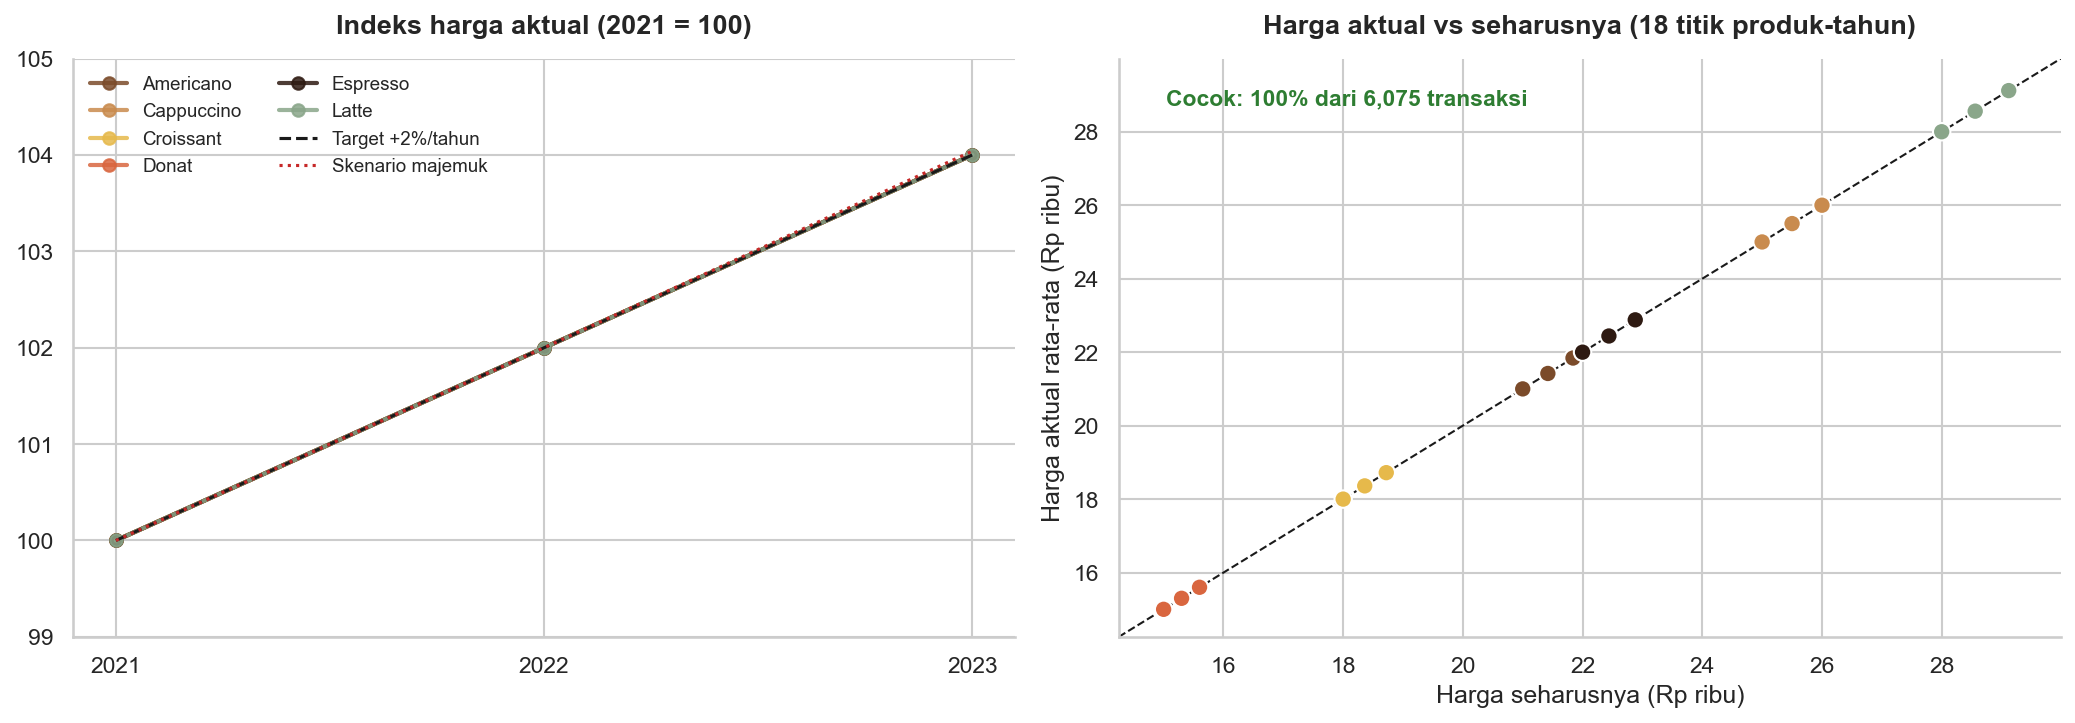 Indeks harga aktual (2021 = 100)
105
104
103
102
101
100
99
Americano
Cappuccino
Croissant
Donat
Espresso
Latte
Target +2%/tahun
Skenario majemuk
2021
2022
2023
Harga aktual vs seharusnya (18 titik produk-tahun)
Cocok: 100% dari 6,075 transaksi
Harga aktual rata-rata (Rp ribu)
28
26
24
22
20
18
16
16
18
20
22
24
26
28
Harga seharusnya (Rp ribu)